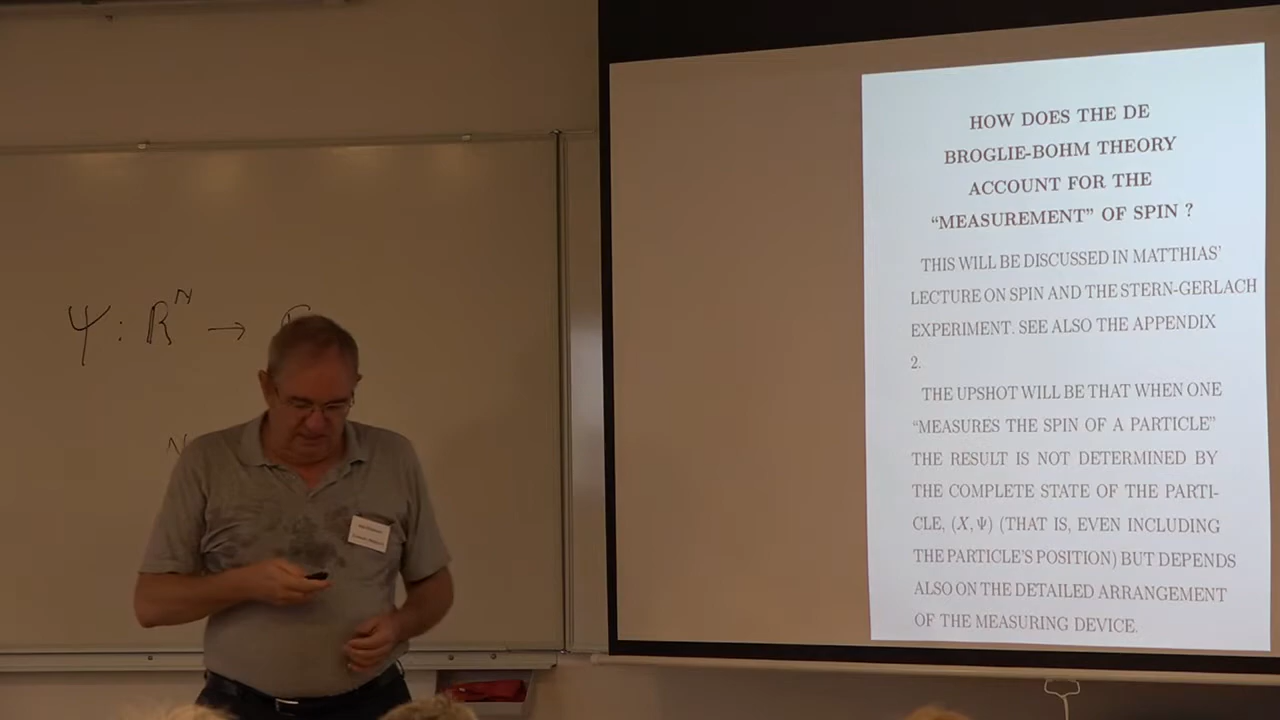 HOW DOES THE DE
BROGLIE-BOHM THEORY
ACCOUNT FOR THE
“MEASUREMENT” OF SPIN ?
THIS WILL BE DISCUSSED IN MATTHIAS’
LECTURE ON SPIN AND THE STERN-GERLACH
EXPERIMENT. SEE ALSO THE APPENDIX
2.
THE UPSHOT WILL BE THAT WHEN ONE
“MEASURES THE SPIN OF A PARTICLE”
THE RESULT IS NOT DETERMINED BY
THE COMPLETE STATE OF THE PARTI-
CLE, (X, Ψ) (THAT IS, EVEN INCLUDING
THE PARTICLE’S POSITION) BUT DEPENDS
ALSO ON THE DETAILED ARRANGEMENT
OF THE MEASURING DEVICE.
Ψ : R^N →
N